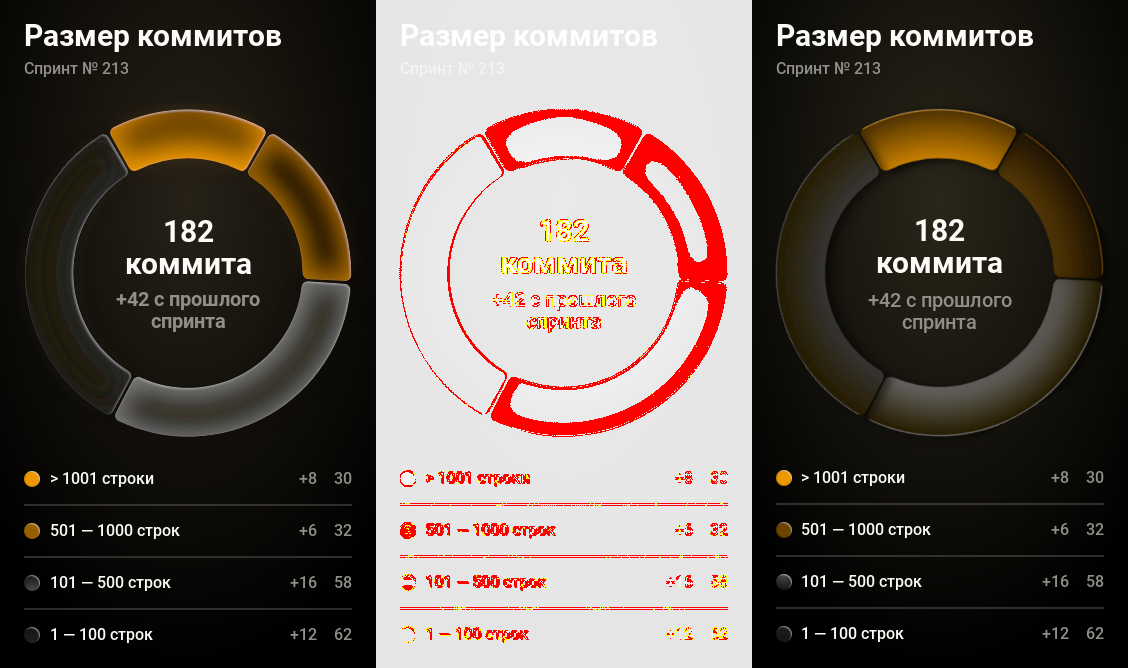 Размер коммитов
Спринт № 213
182
коммита
+42 с прошлого
спринта
> 1001 строки +8 30
501 — 1000 строк +6 32
101 — 500 строк +16 58
1 — 100 строк +12 62
Размер коммитов
Спринт № 213
182
коммита
+42 с прошлого
спринта
> 1001 строки +8 30
501 — 1000 строк +6 32
101 — 500 строк +16 58
1 — 100 строк +12 62
Размер коммитов
Спринт № 213
182
коммита
+42 с прошлого
спринта
> 1001 строки +8 30
501 — 1000 строк +6 32
101 — 500 строк +16 58
1 — 100 строк +12 62